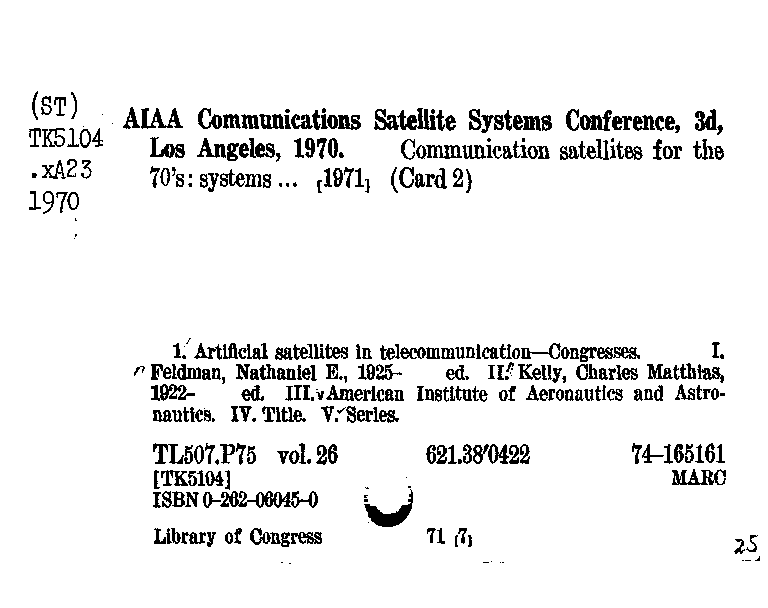 (ST)
TK5104
.xA23
1970
AIAA Communications Satellite Systems Conference, 3d,
Los Angeles, 1970. Communication satellites for the
70's: systems ... [1971] (Card 2)
1. Artificial satellites in telecommunication—Congresses. I.
Feldman, Nathaniel E., 1925- ed. II. Kelly, Charles Matthias,
1922- ed. III. American Institute of Aeronautics and Astro-
nautics. IV. Title. V. Series.
TL507.P75 vol. 26 621.38'0422 74-165161
[TK5104] MARC
ISBN 0-262-06045-0
Library of Congress 71 [7]
25